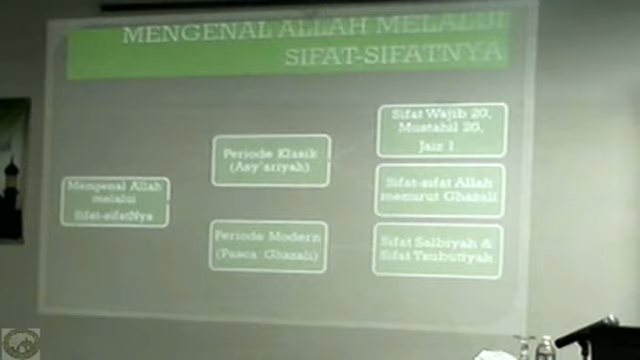 MENGENAL ALLAH MELALUI
SIFAT-SIFATNYA
Mengenal Allah
melalui
Sifat-sifatNya
Periode Klasik
(Asy'ariyah)
Periode Modern
(Pasca Ghazali)
Sifat Wajib 20,
Mustahil 20,
Jaiz 1
Sifat-sifat Allah
menurut Ghazali
Sifat Salbiyah &
Sifat Tsubutiyah